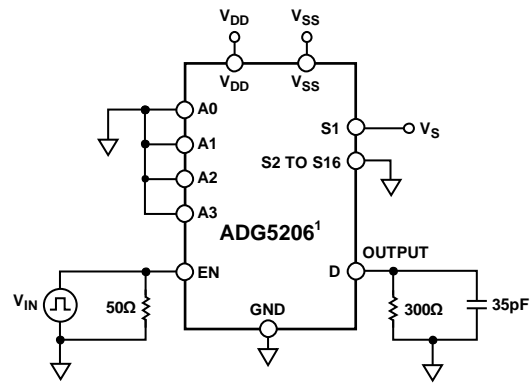 VDD
VSS
VDD
VSS
A0
A1
A2
A3
S1
VS
S2 TO S16
ADG5206¹
OUTPUT
EN
D
VIN
50Ω
GND
300Ω
35pF